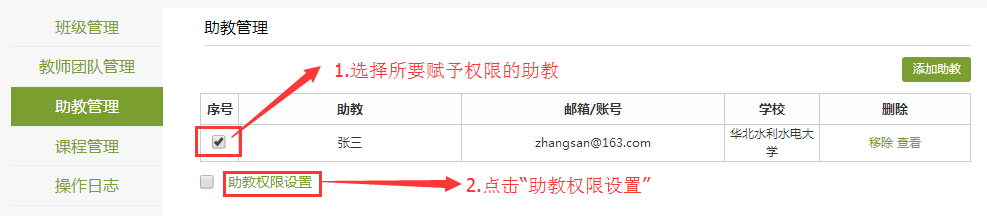 班级管理
教师团队管理
助教管理
课程管理
操作日志
助教管理
1.选择所要赋予权限的助教
添加助教
序号 助教 邮箱/账号 学校 删除
张三 zhangsan@163.com 华北水利水电大
学 移除 查看
助教权限设置 2.点击“助教权限设置”